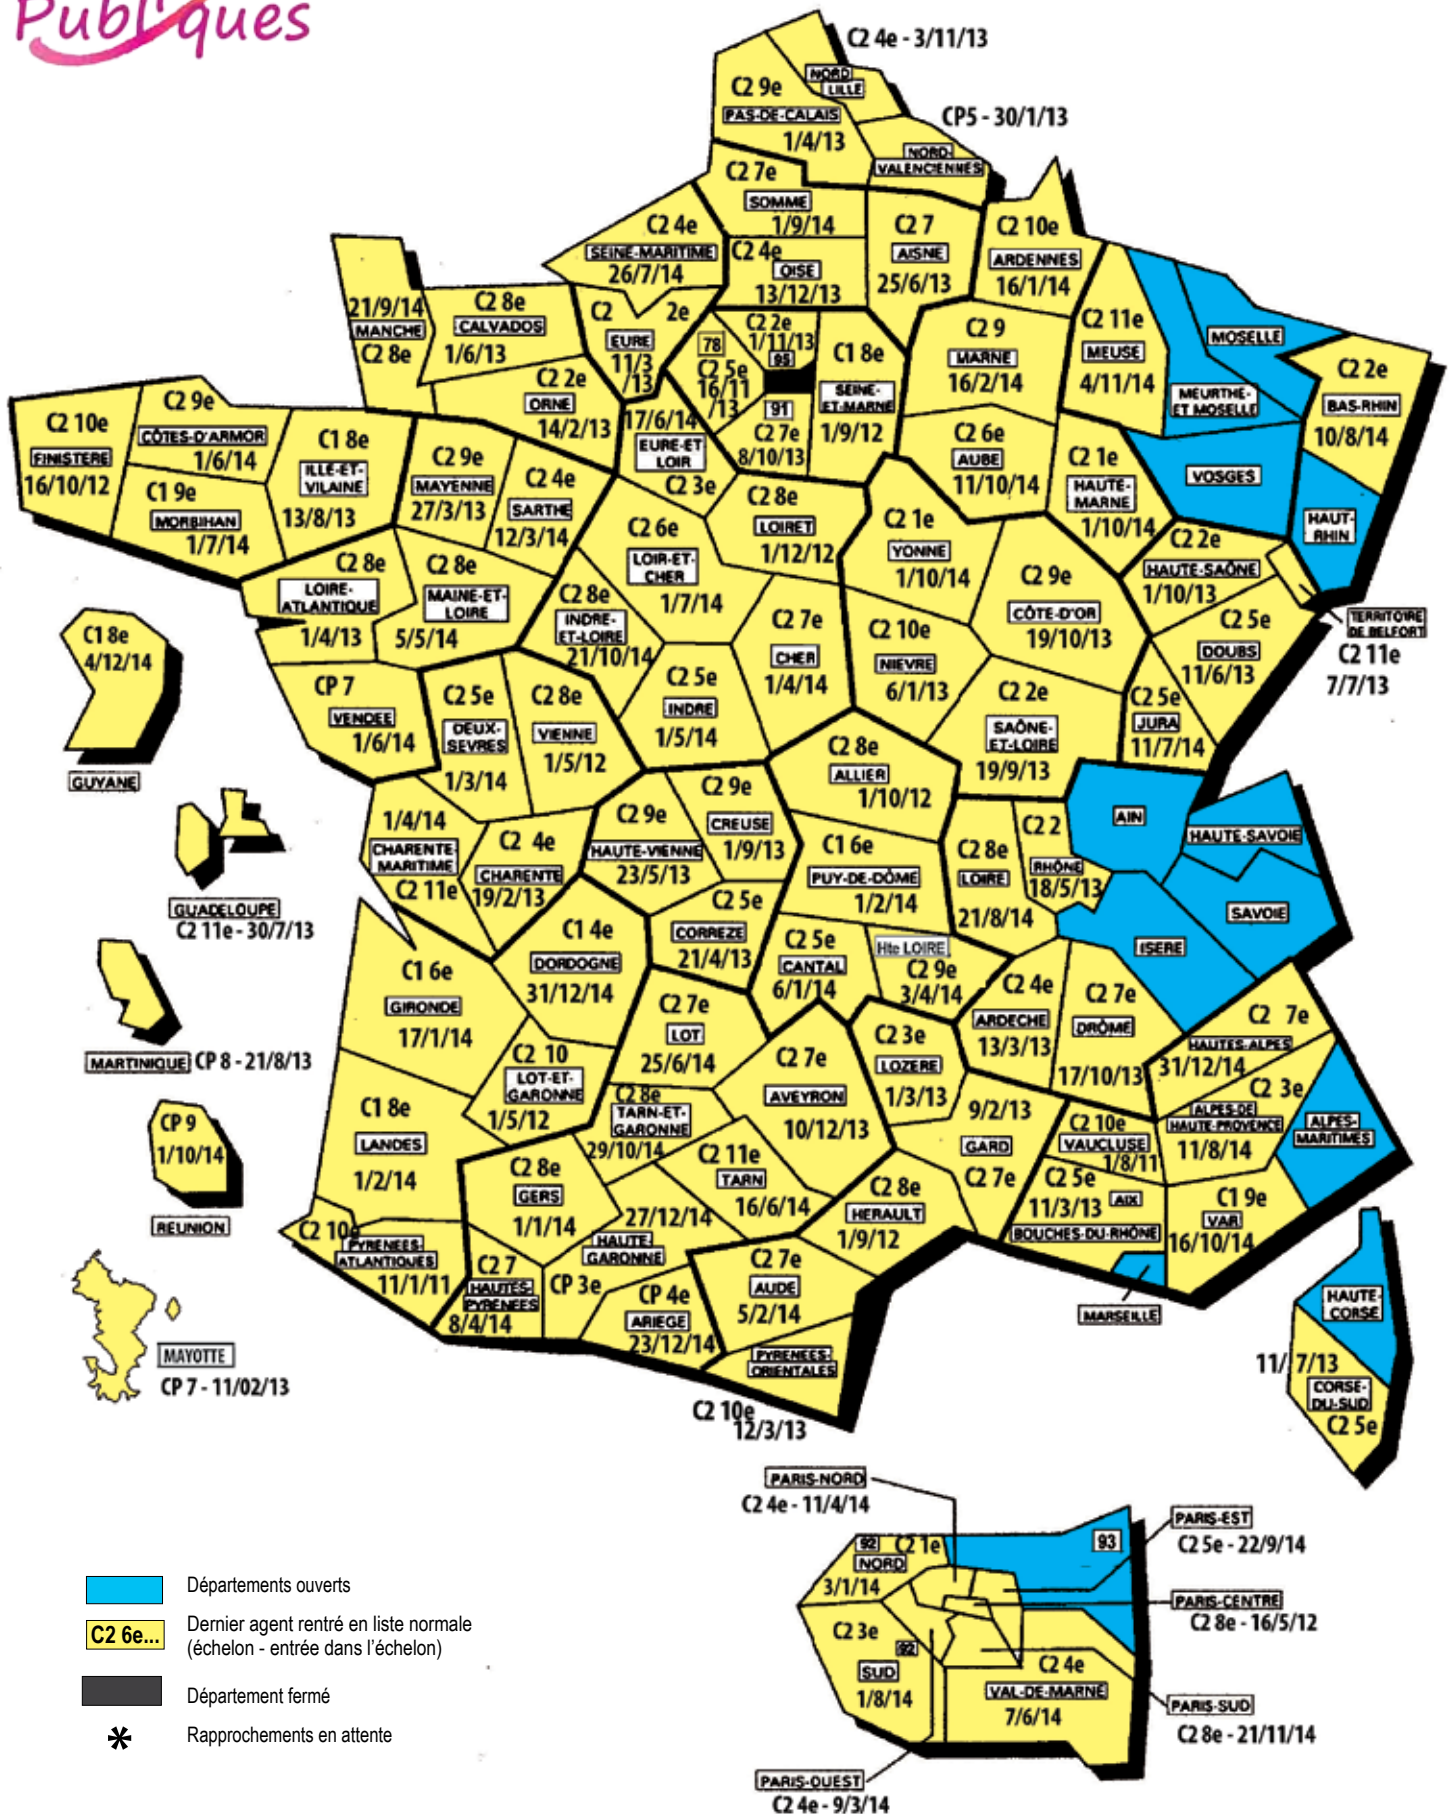 Publiques
C2 4e - 3/11/13
NORD
LILLE
C2 9e
PAS-DE-CALAIS
1/4/13
CP5 - 30/1/13
NORD-
VALENCIENNES
C2 7e
SOMME
1/9/14
C2 4e
SEINE-MARITIME
26/7/14
C2 4e
OISE
13/12/13
C2 7
AISNE
25/6/13
C2 10e
ARDENNES
16/1/14
21/9/14
MANCHE
C2 8e
C2 8e
CALVADOS
1/6/13
C2 2e
EURE
11/3
/13
78
C2 5e
16/11
/13
C2 2e
1/11/13
95
91
C2 7e
8/10/13
C1 8e
SEINE-
ET-MARNE
1/9/12
C2 9
MARNE
16/2/14
C2 11e
MEUSE
4/11/14
MOSELLE
MEURTHE-
ET MOSELLE
C2 2e
BAS-RHIN
10/8/14
C2 10e
FINISTERE
16/10/12
C2 9e
CÔTES-D'ARMOR
1/6/14
C1 9e
MORBIHAN
1/7/14
C1 8e
ILLE-ET-
VILAINE
13/8/13
C2 2e
ORNE
14/2/13
C2 9e
MAYENNE
27/3/13
C2 4e
SARTHE
12/3/14
17/6/14
EURE-ET
LOIR
C2 3e
C2 8e
LOIRET
1/12/12
C2 6e
AUBE
11/10/14
C2 1e
HAUTE-
MARNE
1/10/14
VOSGES
HAUT-
RHIN
C2 2e
HAUTE-SAÔNE
1/10/13
TERRITOIRE
DE BELFORT
C2 11e
7/7/13
C2 8e
LOIRE-
ATLANTIQUE
1/4/13
C2 8e
MAINE-ET-
LOIRE
5/5/14
C2 6e
LOIR-ET-
CHER
1/7/14
C2 8e
INDRE-
ET-LOIRE
21/10/14
C2 1e
YONNE
1/10/14
C2 9e
CÔTE-D'OR
19/10/13
C2 5e
DOUBS
11/6/13
C1 8e
4/12/14
GUYANE
CP 7
VENDEE
1/6/14
C2 5e
DEUX-
SEVRES
1/3/14
C2 8e
VIENNE
1/5/12
C2 5e
INDRE
1/5/14
C2 7e
CHER
1/4/14
C2 10e
NIEVRE
6/1/13
C2 2e
SAÔNE-
ET-LOIRE
19/9/13
C2 5e
JURA
11/7/14
C2 8e
ALLIER
1/10/12
1/4/14
CHARENTE-
MARITIME
C2 11e
C2 4e
CHARENTE
19/2/13
C2 9e
HAUTE-VIENNE
23/5/13
C2 9e
CREUSE
1/9/13
C1 6e
PUY-DE-DÔME
1/2/14
C2 8e
LOIRE
21/8/14
C2 2
RHÔNE
18/5/13
AIN
HAUTE-SAVOIE
SAVOIE
ISERE
GUADELOUPE
C2 11e - 30/7/13
C2 5e
CORREZE
21/4/13
C2 5e
CANTAL
6/1/14
Hte LOIRE
C2 9e
3/4/14
C1 6e
GIRONDE
17/1/14
C1 4e
DORDOGNE
31/12/14
MARTINIQUE CP 8 - 21/8/13
C2 7e
LOT
25/6/14
C2 3e
LOZERE
1/3/13
C2 4e
ARDECHE
13/3/13
C2 7e
DRÔME
17/10/13
C2 7e
HAUTES-ALPES
31/12/14
C2 10
LOT-ET-
GARONNE
1/5/12
C2 7e
AVEYRON
10/12/13
CP 9
1/10/14
REUNION
C1 8e
LANDES
1/2/14
C2 8e
TARN-ET-
GARONNE
29/10/14
C2 11e
TARN
16/6/14
9/2/13
GARD
C2 7e
C2 10e
VAUCLUSE
1/8/11
C2 3e
ALPES-DE
HAUTE-PROVENCE
11/8/14
ALPES-
MARITIMES
C2 8e
GERS
1/1/14
C2 8e
HERAULT
1/9/12
C2 5e
11/3/13
AIX
BOUCHES-DU-RHÔNE
C1 9e
VAR
16/10/14
C2 10e
PYRENEES-
ATLANTIQUES
11/1/11
C2 7
HAUTES-
PYRENEES
8/4/14
27/12/14
HAUTE-
GARONNE
CP 3e
CP 4e
ARIEGE
23/12/14
C2 7e
AUDE
5/2/14
PYRENEES-
ORIENTALES
C2 10e
12/3/13
MARSEILLE
HAUTE-
CORSE
11/7/13
CORSE-
DU-SUD
C2 5e
MAYOTTE
CP 7 - 11/02/13
PARIS-NORD
C2 4e - 11/4/14
92
C2 1e
NORD
3/1/14
93
PARIS-EST
C2 5e - 22/9/14
PARIS-CENTRE
C2 8e - 16/5/12
C2 3e
92
SUD
1/8/14
C2 4e
VAL-DE-MARNE
7/6/14
PARIS-SUD
C2 8e - 21/11/14
PARIS-OUEST
C2 4e - 9/3/14
Départements ouverts
C2 6e...
Dernier agent rentré en liste normale
(échelon - entrée dans l'échelon)
Département fermé
* Rapprochements en attente